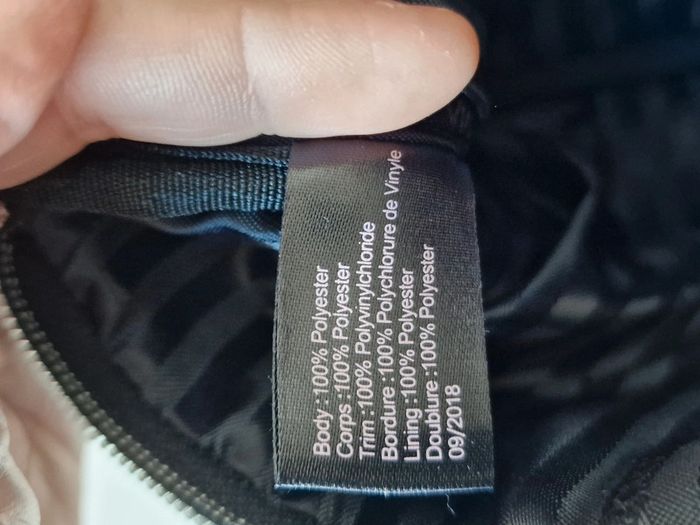 Body :100% Polyester
Corps :100% Polyester
Trim :100% Polyvinylchloride
Bordure :100% Polychlorure de Vinyle
Lining :100% Polyester
Doublure :100% Polyester
09/2018